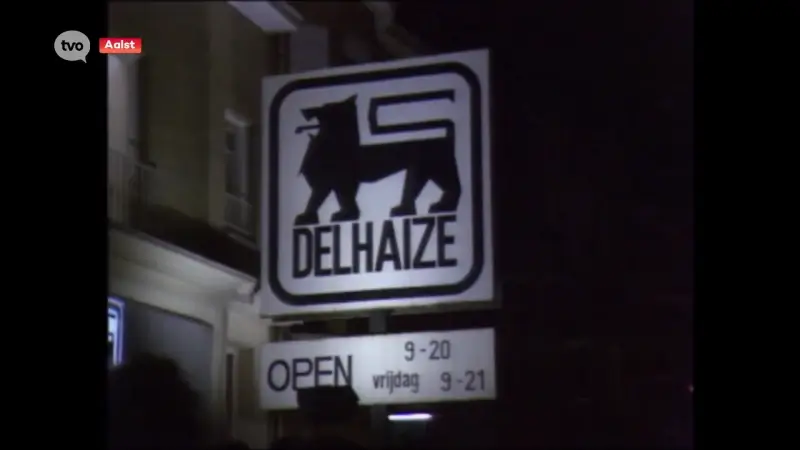 tvo Aalst
DELHAIZE
OPEN 9-20
vrijdag 9-21